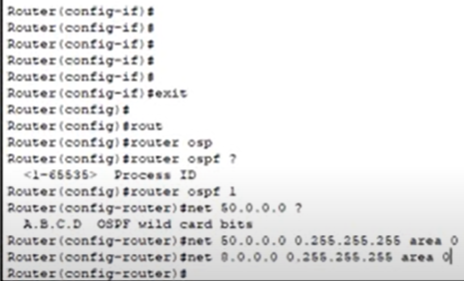 Router(config-if)#
Router(config-if)#
Router(config-if)#
Router(config-if)#
Router(config-if)#
Router(config-if)#exit
Router(config)#
Router(config)#rout
Router(config)#router osp
Router(config)#router ospf ?
<1-65535> Process ID
Router(config)#router ospf 1
Router(config-router)#net 50.0.0.0 ?
A.B.C.D OSPF wild card bits
Router(config-router)#net 50.0.0.0 0.255.255.255 area 0
Router(config-router)#net 8.0.0.0 0.255.255.255 area 0
Router(config-router)#